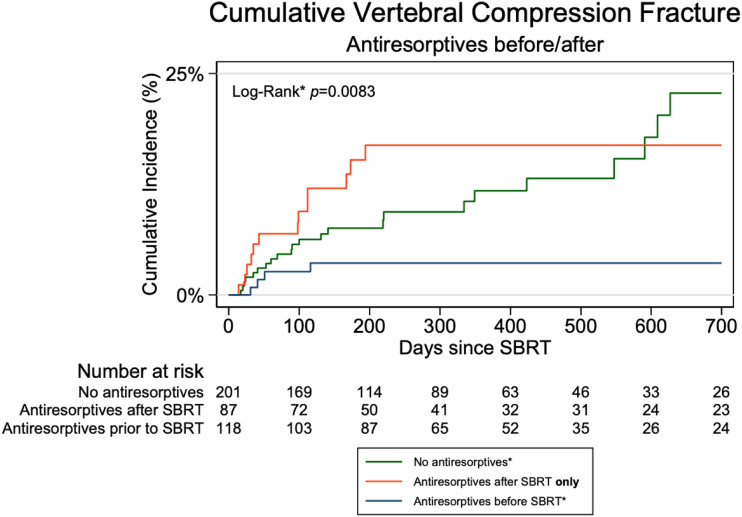 Cumulative Vertebral Compression Fracture
Antiresorptives before/after
25%
Log-Rank* p=0.0083
Cumulative Incidence (%)
0%
0 100 200 300 400 500 600 700
Days since SBRT
Number at risk
No antiresorptives 201 169 114 89 63 46 33 26
Antiresorptives after SBRT 87 72 50 41 32 31 24 23
Antiresorptives prior to SBRT 118 103 87 65 52 35 26 24
No antiresorptives*
Antiresorptives after SBRT only
Antiresorptives before SBRT*